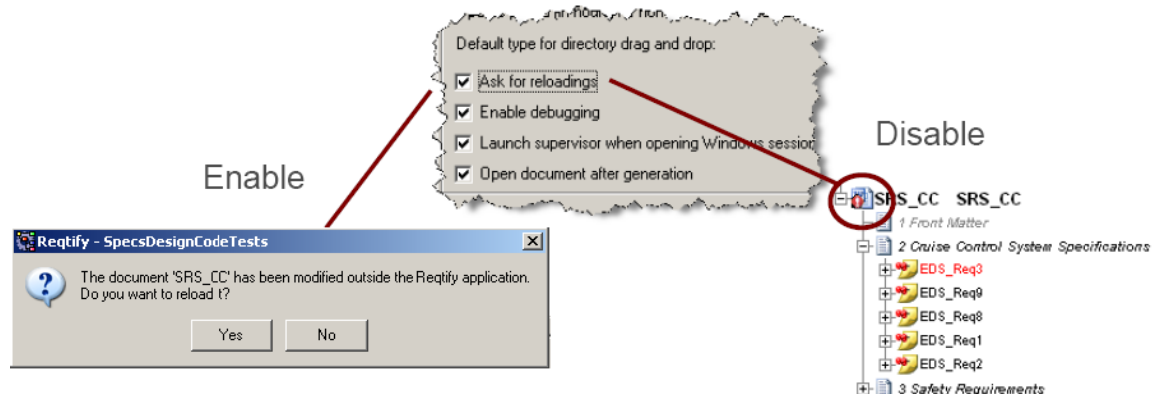 Default type for directory drag and drop:
Ask for reloadings
Enable debugging
Launch supervisor when opening Windows session
Open document after generation
Enable
Disable
Reqtify - SpecsDesignCodeTests
The document 'SRS_CC' has been modified outside the Reqtify application.
Do you want to reload t?
Yes
No
SRS_CC SRS_CC
1 Front Matter
2 Cruise Control System Specifications
EDS_Req3
EDS_Req9
EDS_Req8
EDS_Req1
EDS_Req2
3 Safety Requirements